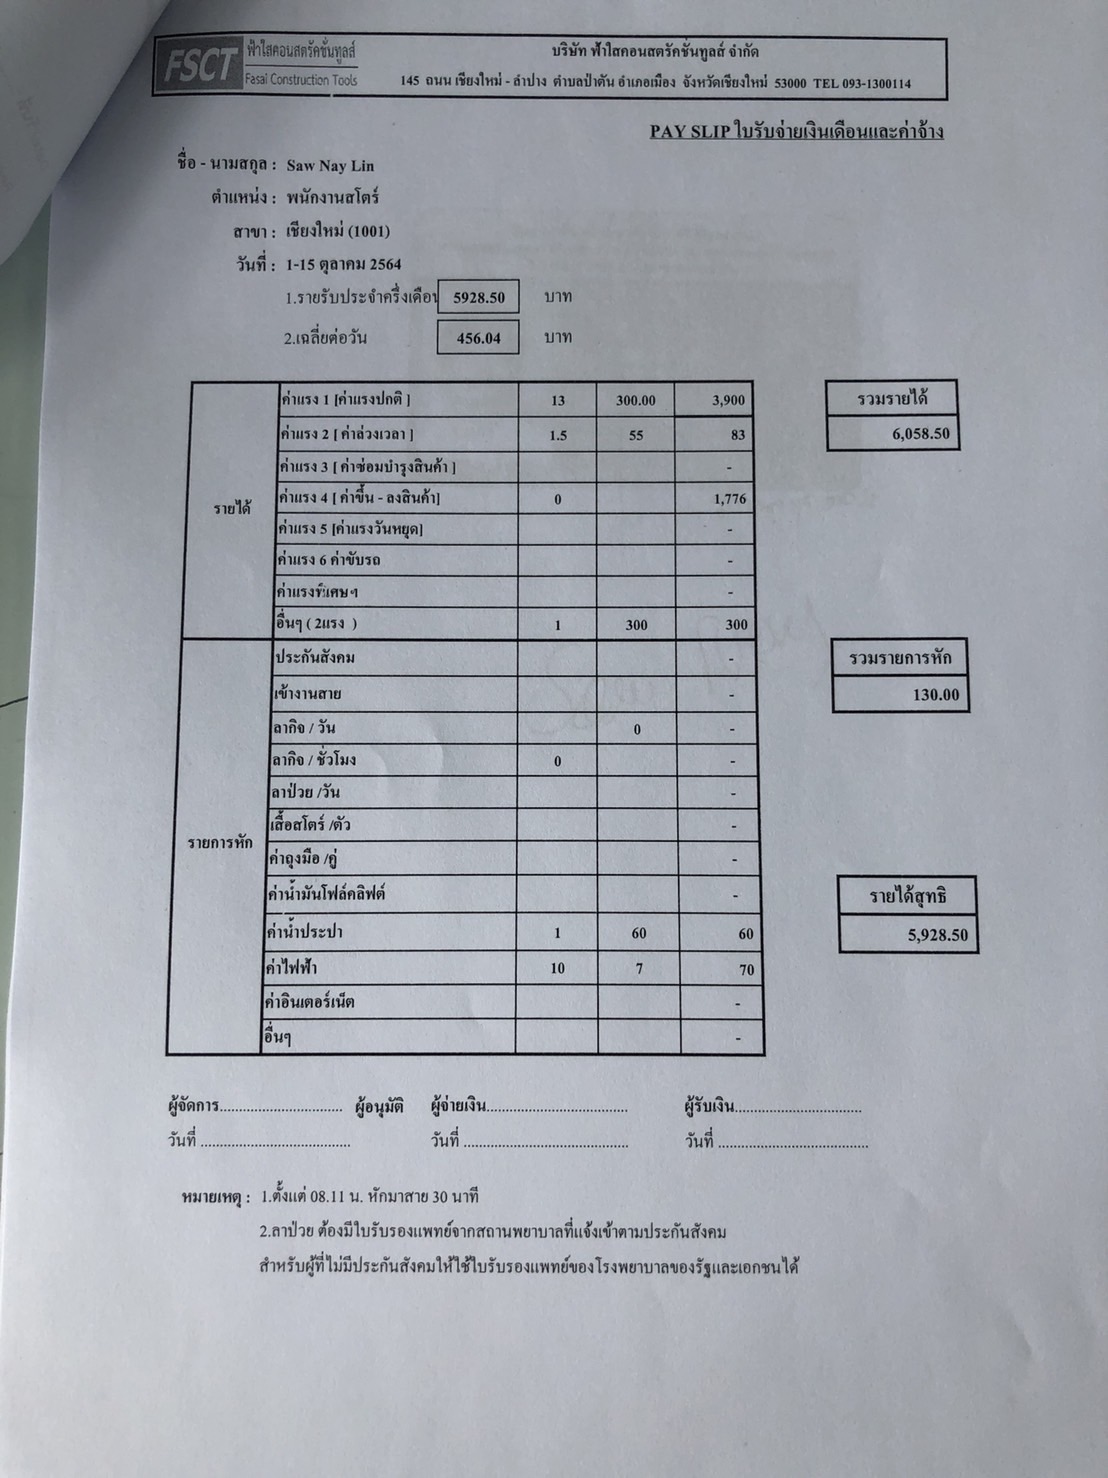 FSCT ฟ้าใสคอนสตรัคชั่นทูลส์
Fasai Construction Tools
บริษัท ฟ้าใสคอนสตรัคชั่นทูลส์ จำกัด
145 ถนน เชียงใหม่ - ลำปาง ตำบลป่าตัน อำเภอเมือง จังหวัดเชียงใหม่ 53000 TEL 093-1300114
PAY SLIP ใบรับจ่ายเงินเดือนและค่าจ้าง
ชื่อ - นามสกุล : Saw Nay Lin
ตำแหน่ง : พนักงานสโตร์
สาขา : เชียงใหม่ (1001)
วันที่ : 1-15 ตุลาคม 2564
1.รายรับประจำครึ่งเดือน 5928.50 บาท
2.เฉลี่ยต่อวัน 456.04 บาท
รายได้
ค่าแรง 1 [ค่าแรงปกติ ] 13 300.00 3,900
ค่าแรง 2 [ ค่าล่วงเวลา ] 1.5 55 83
ค่าแรง 3 [ ค่าซ่อมบำรุงสินค้า ] -
ค่าแรง 4 [ ค่าขึ้น - ลงสินค้า] 0 1,776
ค่าแรง 5 [ค่าแรงวันหยุด] -
ค่าแรง 6 ค่าขับรถ -
ค่าแรงพิเศษฯ -
อื่นๆ ( 2แรง ) 1 300 300
รวมรายได้
6,058.50
รายการหัก
ประกันสังคม -
เข้างานสาย -
ลากิจ / วัน 0 -
ลากิจ / ชั่วโมง 0 -
ลาป่วย /วัน -
เสื้อสโตร์ /ตัว -
ค่าถุงมือ /คู่ -
ค่าน้ำมันโฟล์คลิฟต์ -
ค่าน้ำประปา 1 60 60
ค่าไฟฟ้า 10 7 70
ค่าอินเตอร์เน็ต -
อื่นๆ -
รวมรายการหัก
130.00
รายได้สุทธิ
5,928.50
ผู้จัดการ............................... ผู้อนุมัติ ผู้จ่ายเงิน.................................... ผู้รับเงิน................................
วันที่ ...................................... วันที่ .......................................... วันที่ ......................................
หมายเหตุ : 1.ตั้งแต่ 08.11 น. หักมาสาย 30 นาที
2.ลาป่วย ต้องมีใบรับรองแพทย์จากสถานพยาบาลที่แจ้งเข้าตามประกันสังคม
สำหรับผู้ที่ไม่มีประกันสังคมให้ใช้ใบรับรองแพทย์ของโรงพยาบาลของรัฐและเอกชนได้